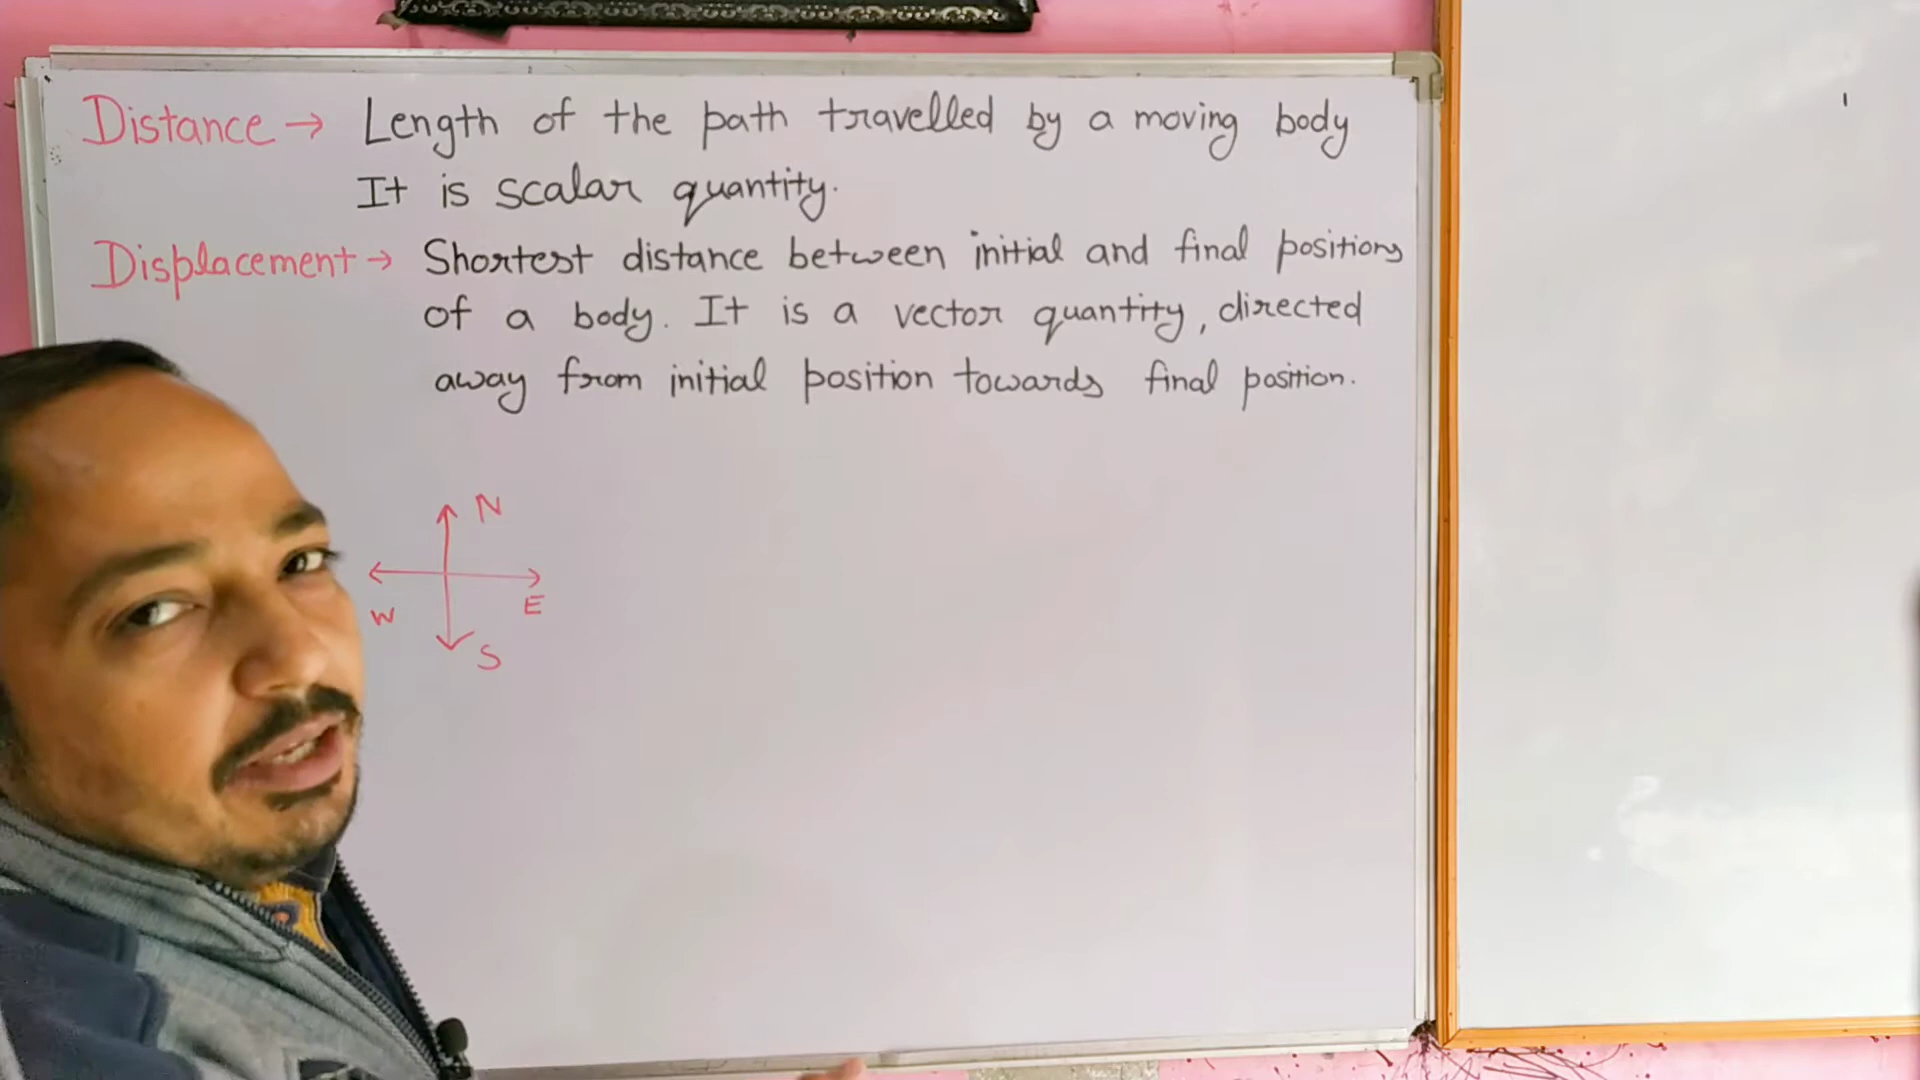 Distance → Length of the path travelled by a moving body
It is scalar quantity.
Displacement → Shortest distance between initial and final positions
of a body. It is a vector quantity, directed
away from initial position towards final position.
N
W E
S